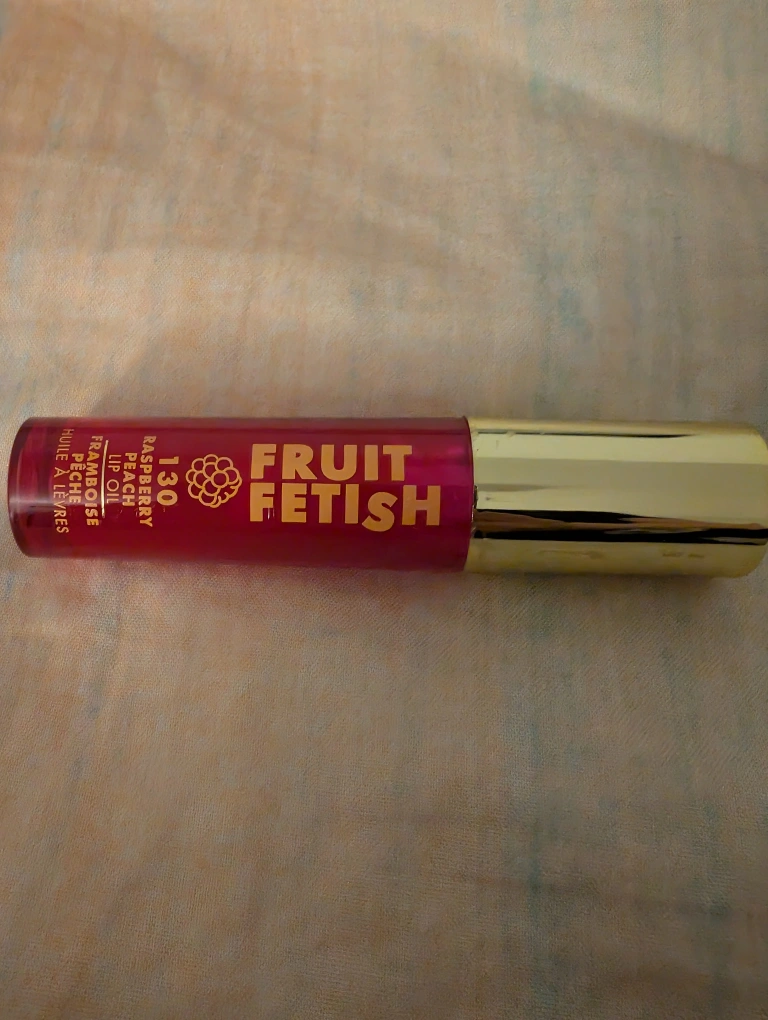 FRUIT
FETISH
130
RASPBERRY
PEACH
LIP OIL
FRAMBOISE
PÊCHE
HUILE À LÈVRES